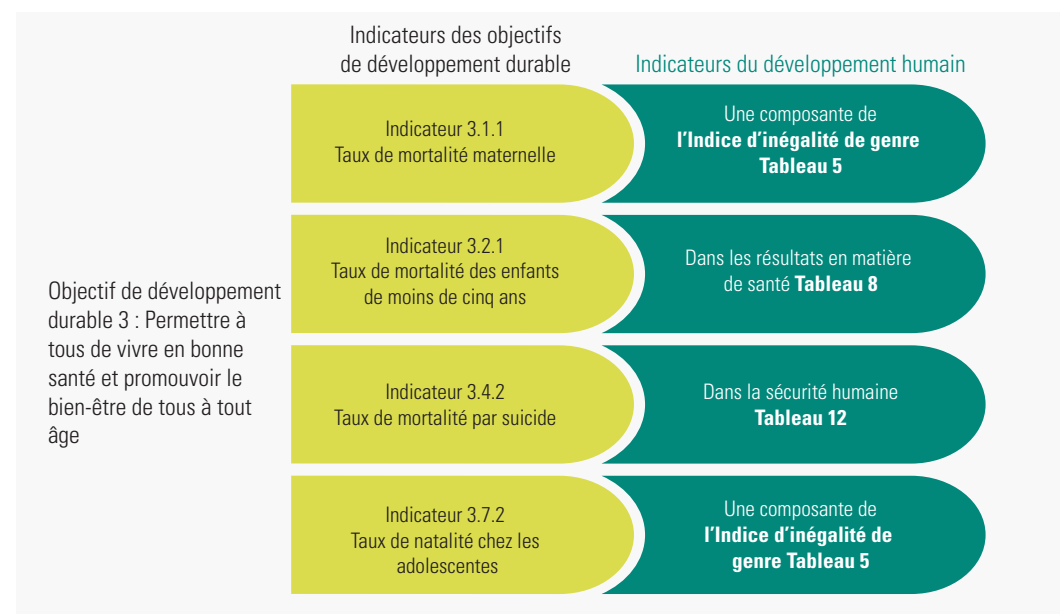 Indicateurs des objectifs
de développement durable
Indicateurs du développement humain
Objectif de développement
durable 3 : Permettre à
tous de vivre en bonne
santé et promouvoir le
bien-être de tous à tout
âge
Indicateur 3.1.1
Taux de mortalité maternelle
Une composante de
l’Indice d’inégalité de genre
Tableau 5
Indicateur 3.2.1
Taux de mortalité des enfants
de moins de cinq ans
Dans les résultats en matière
de santé Tableau 8
Indicateur 3.4.2
Taux de mortalité par suicide
Dans la sécurité humaine
Tableau 12
Indicateur 3.7.2
Taux de natalité chez les
adolescentes
Une composante de
l’Indice d’inégalité de
genre Tableau 5